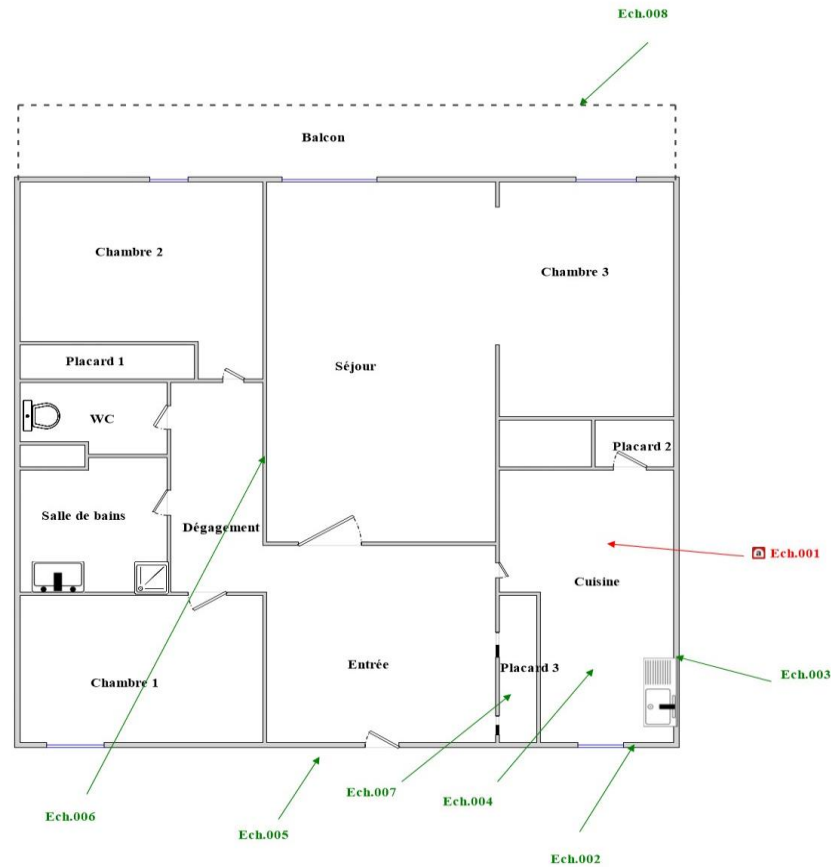 Ech.008
Balcon
Chambre 2
Chambre 3
Placard 1
Séjour
WC
Placard 2
Salle de bains
Dégagement
a Ech.001
Cuisine
Entrée
Placard 3
Chambre 1
Ech.003
Ech.007
Ech.004
Ech.006
Ech.005
Ech.002